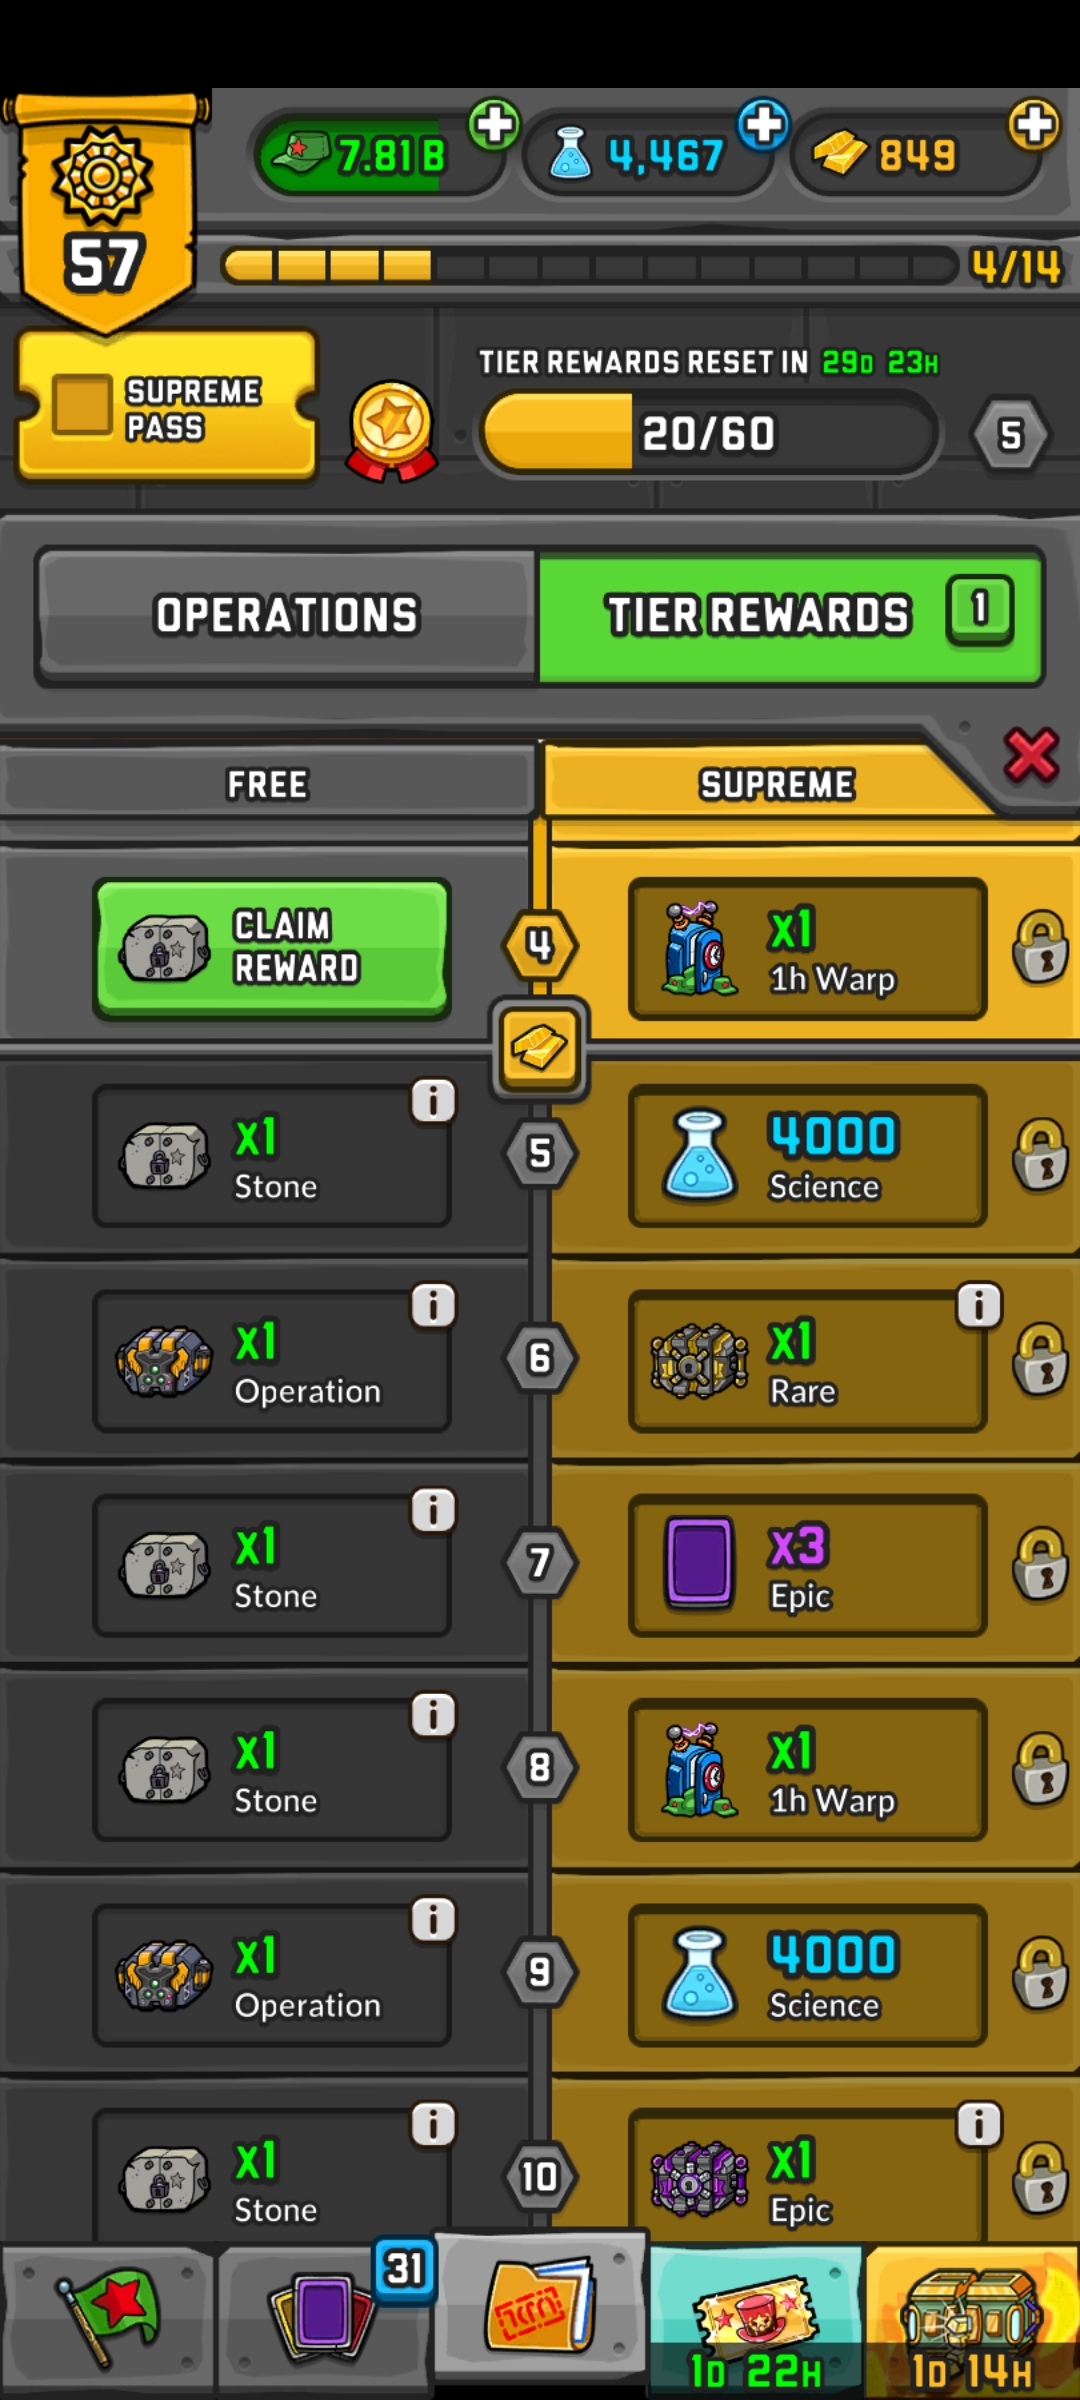 7.81B
4,467
849
57
4/14
SUPREME
PASS
TIER REWARDS RESET IN 29D 23H
20/60
5
OPERATIONS
TIER REWARDS
1
FREE
SUPREME
CLAIM
REWARD
4
x1
1h Warp
i
x1
Stone
5
4000
Science
i
x1
Operation
6
i
x1
Rare
i
x1
Stone
7
x3
Epic
i
x1
Stone
8
x1
1h Warp
i
x1
Operation
9
4000
Science
i
x1
Stone
10
i
x1
Epic
31
1D 22H
1D 14H